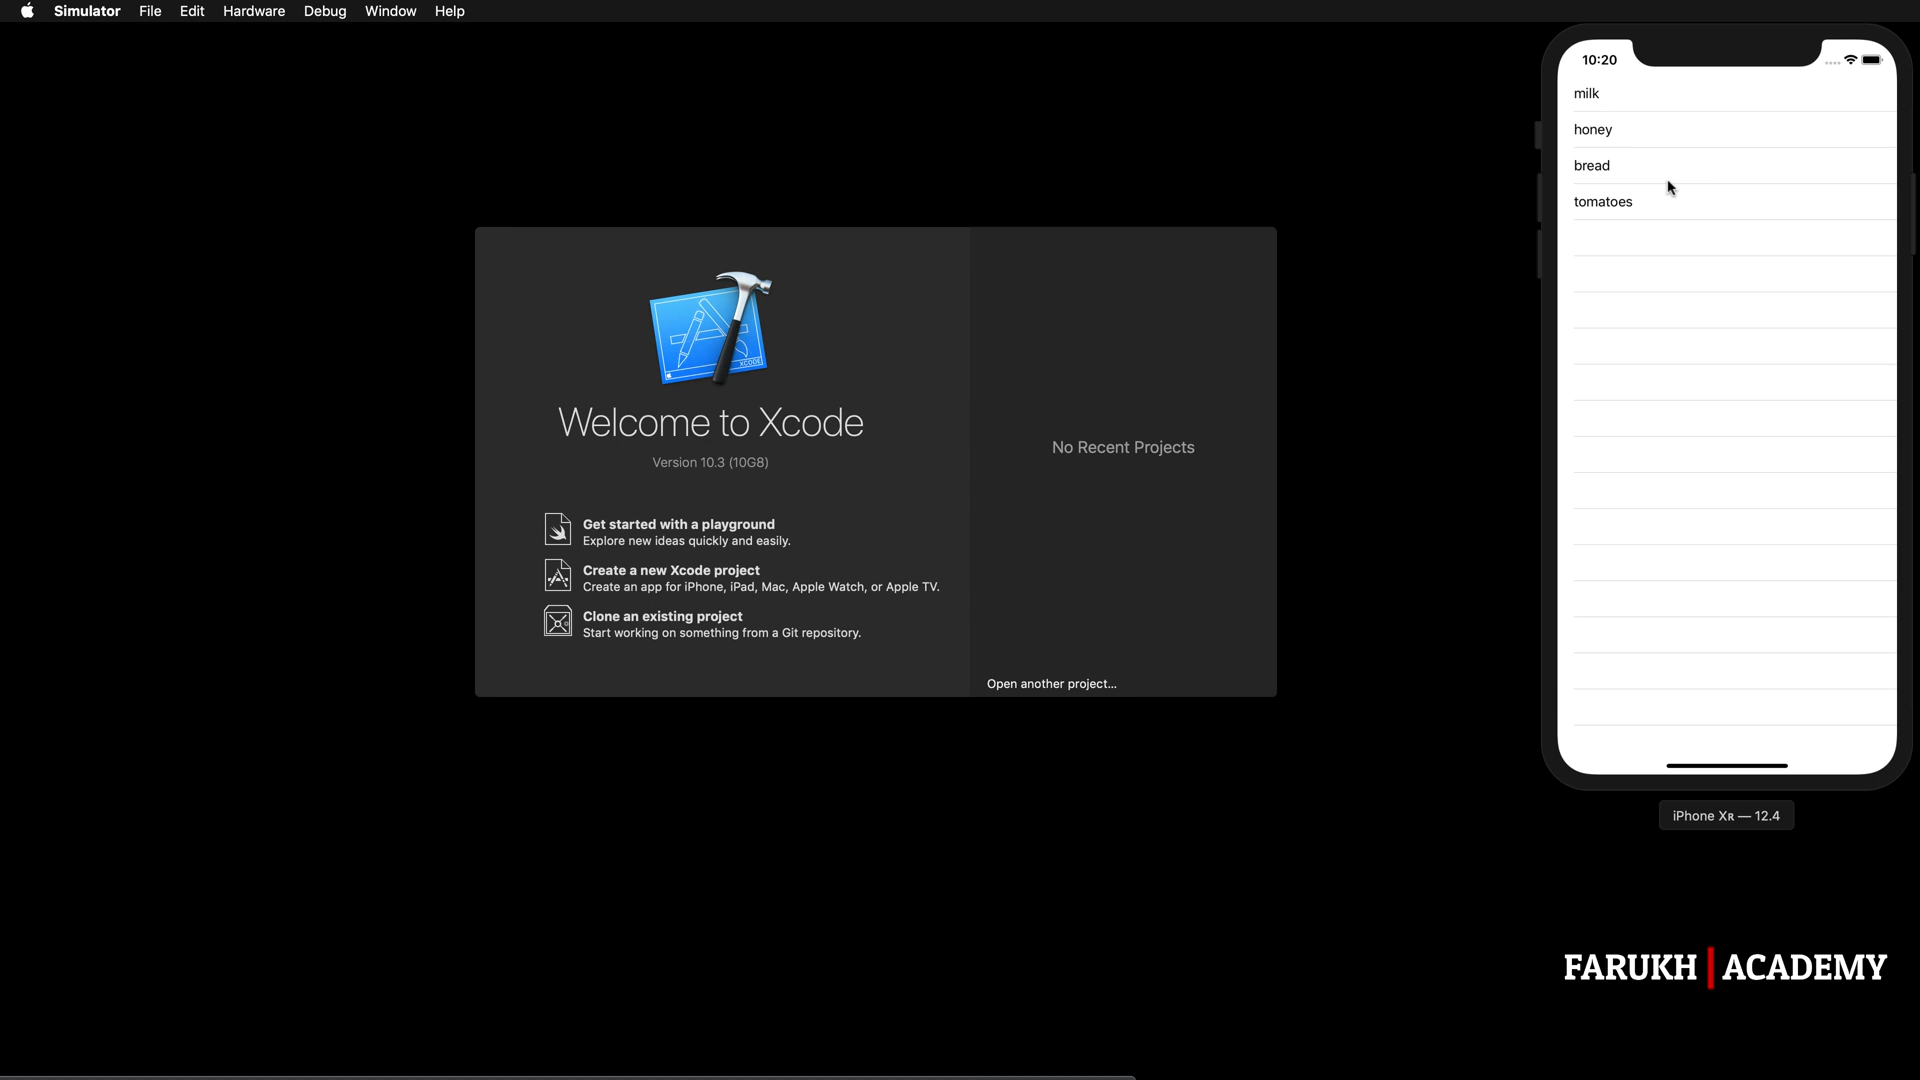 Simulator File Edit Hardware Debug Window Help
10:20
milk
honey
bread
tomatoes
XCODE
Welcome to Xcode
Version 10.3 (10G8)
Get started with a playground
Explore new ideas quickly and easily.
Create a new Xcode project
Create an app for iPhone, iPad, Mac, Apple Watch, or Apple TV.
Clone an existing project
Start working on something from a Git repository.
No Recent Projects
Open another project...
iPhone Xʀ — 12.4
FARUKH ACADEMY